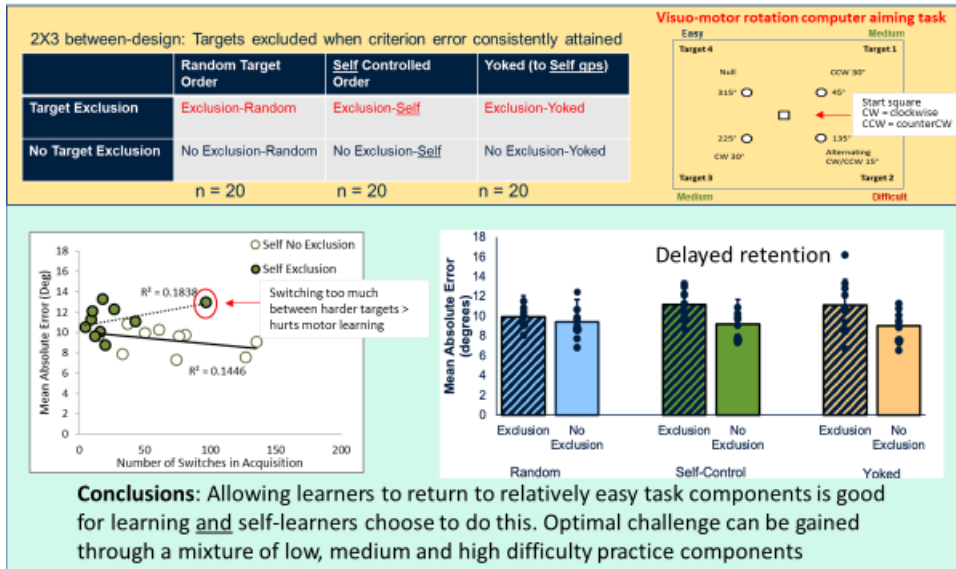 Visuo-motor rotation computer aiming task
2X3 between-design: Targets excluded when criterion error consistently attained
Random Target Order
Self Controlled Order
Yoked (to Self gps)
Target Exclusion
Exclusion-Random
Exclusion-Self
Exclusion-Yoked
No Target Exclusion
No Exclusion-Random
No Exclusion-Self
No Exclusion-Yoked
n = 20
n = 20
n = 20
Easy
Medium
Target 4
Target 1
Null
CCW 30°
315°
45°
Start square
CW = clockwise
CCW = counterCW
225°
135°
CW 30°
Alternating
CW/CCW 15°
Target 3
Target 2
Medium
Difficult
Mean Absolute Error (Deg)
18
16
14
12
10
8
6
4
2
0
Self No Exclusion
Self Exclusion
R² = 0.1838
Switching too much
between harder targets >
hurts motor learning
R² = 0.1446
0
50
100
150
200
Number of Switches in Acquisition
Delayed retention
Mean Absolute Error
(degrees)
18
16
14
12
10
8
6
4
2
0
Exclusion
No
Exclusion
Exclusion
No
Exclusion
Exclusion
No
Exclusion
Random
Self-Control
Yoked
Conclusions: Allowing learners to return to relatively easy task components is good
for learning and self-learners choose to do this. Optimal challenge can be gained
through a mixture of low, medium and high difficulty practice components